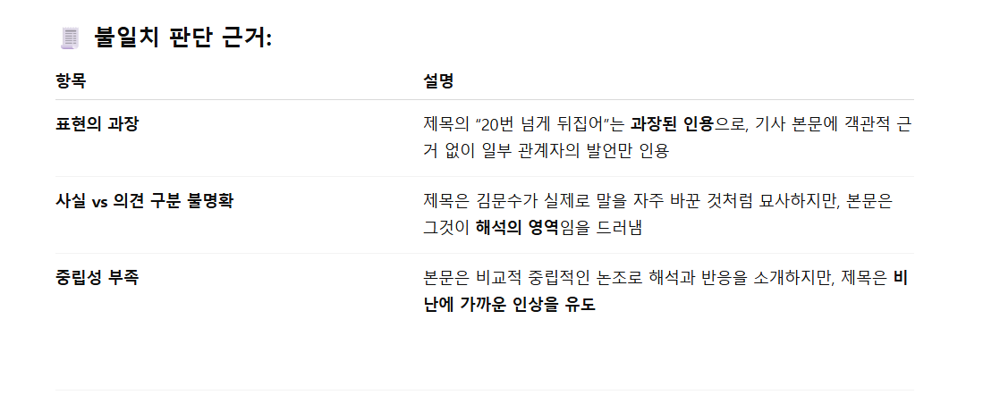 불일치 판단 근거:
항목 설명
표현의 과장 제목의 “20번 넘게 뒤집어”는 과장된 인용으로, 기사 본문에 객관적 근
거 없이 일부 관계자의 발언만 인용
사실 vs 의견 구분 불명확 제목은 김문수가 실제로 말을 자주 바꾼 것처럼 묘사하지만, 본문은
그것이 해석의 영역임을 드러냄
중립성 부족 본문은 비교적 중립적인 논조로 해석과 반응을 소개하지만, 제목은 비
난에 가까운 인상을 유도